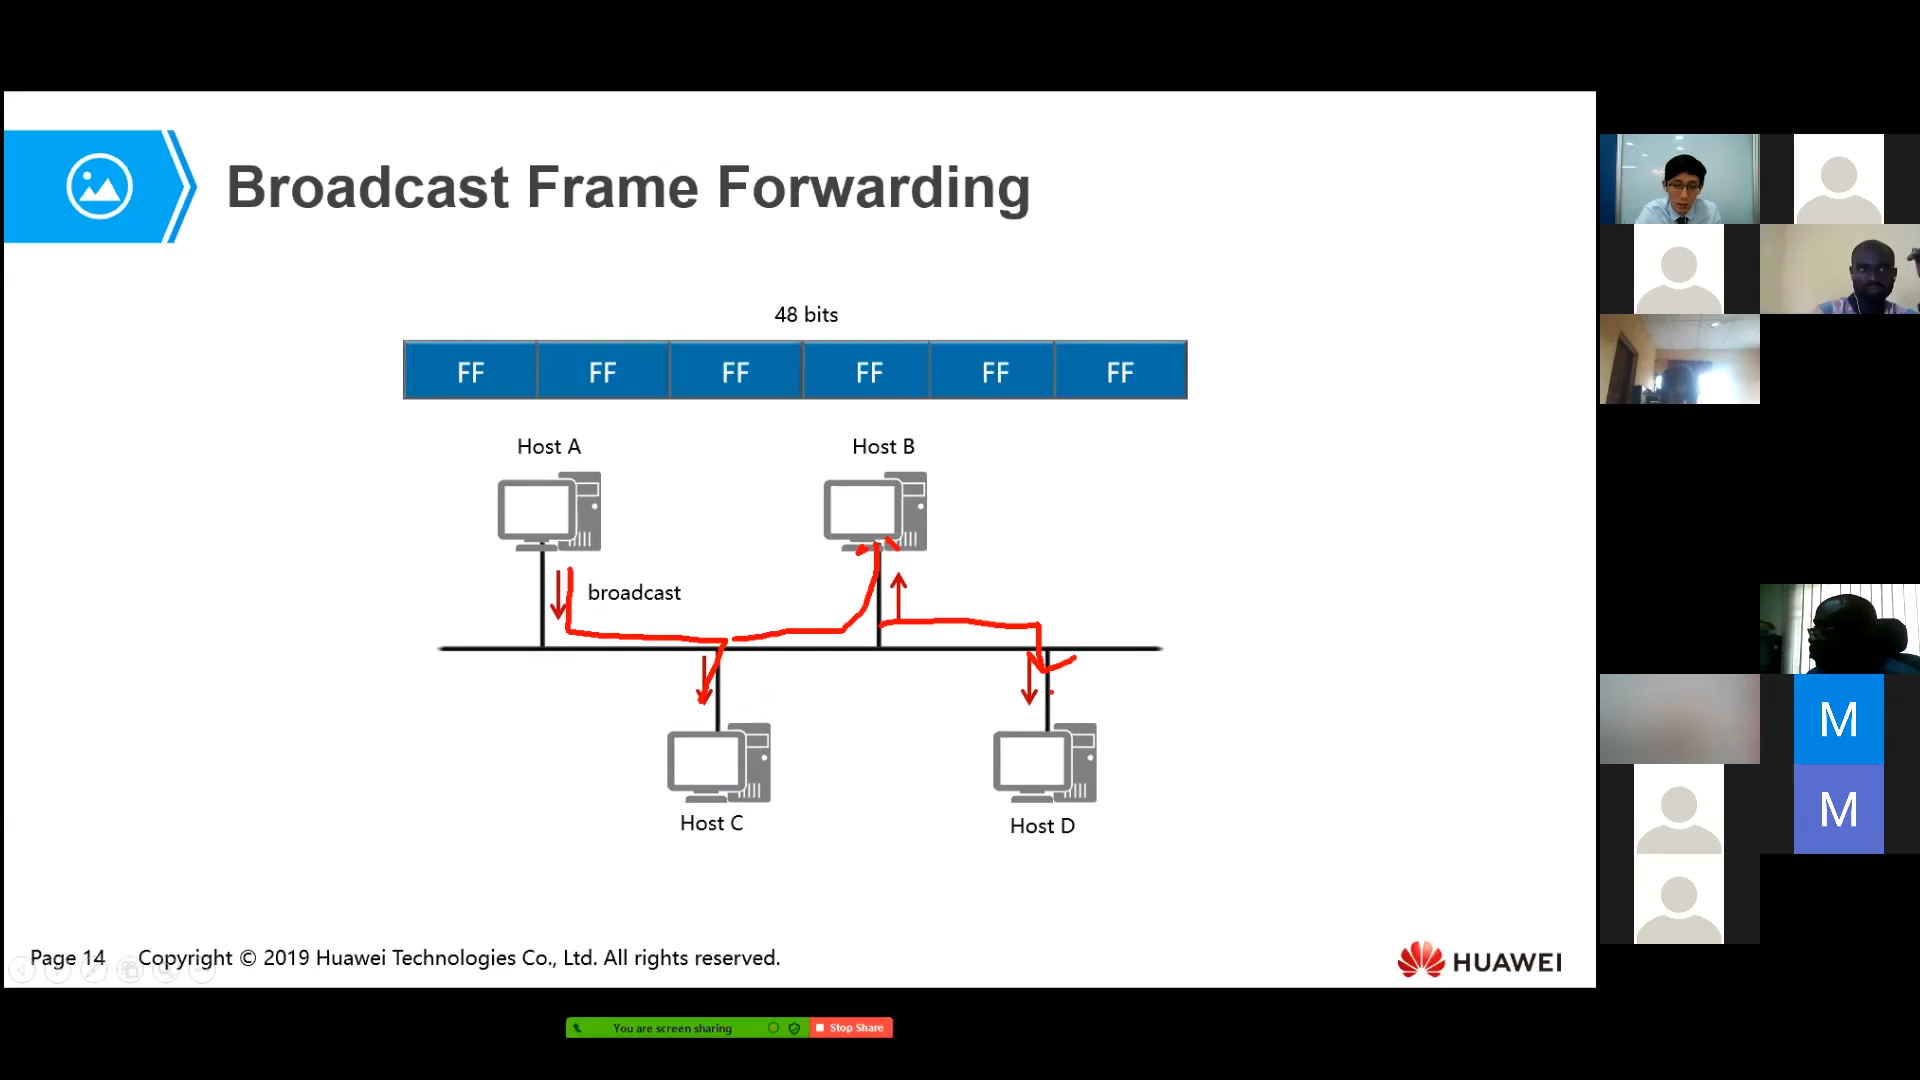 Broadcast Frame Forwarding
48 bits
FF FF FF FF FF FF
Host A Host B
broadcast
Host C Host D
Page 14 Copyright © 2019 Huawei Technologies Co., Ltd. All rights reserved.
HUAWEI
You are screen sharing Stop Share
M
M